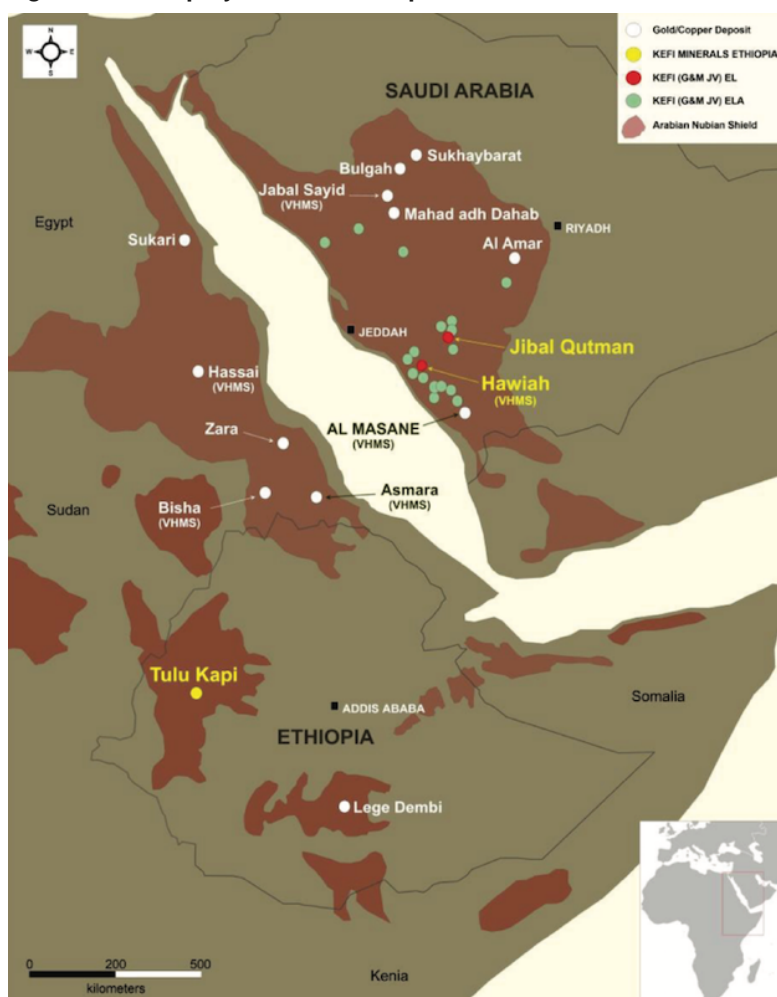 N
W E
S
Gold/Copper Deposit
KEFI MINERALS ETHIOPIA
KEFI (G&M JV) EL
KEFI (G&M JV) ELA
Arabian Nubian Shield
SAUDI ARABIA
Sukhaybarat
Bulgah
Jabal Sayid
(VHMS)
Mahad adh Dahab
Egypt
RIYADH
Sukari
Al Amar
JEDDAH
Jibal Qutman
Hassai
(VHMS)
Hawiah
(VHMS)
Zara
AL MASANE
(VHMS)
Sudan
Bisha
(VHMS)
Asmara
(VHMS)
Tulu Kapi
Somalia
ADDIS ABABA
ETHIOPIA
Lege Dembi
0 200 500
kilometers
Kenia